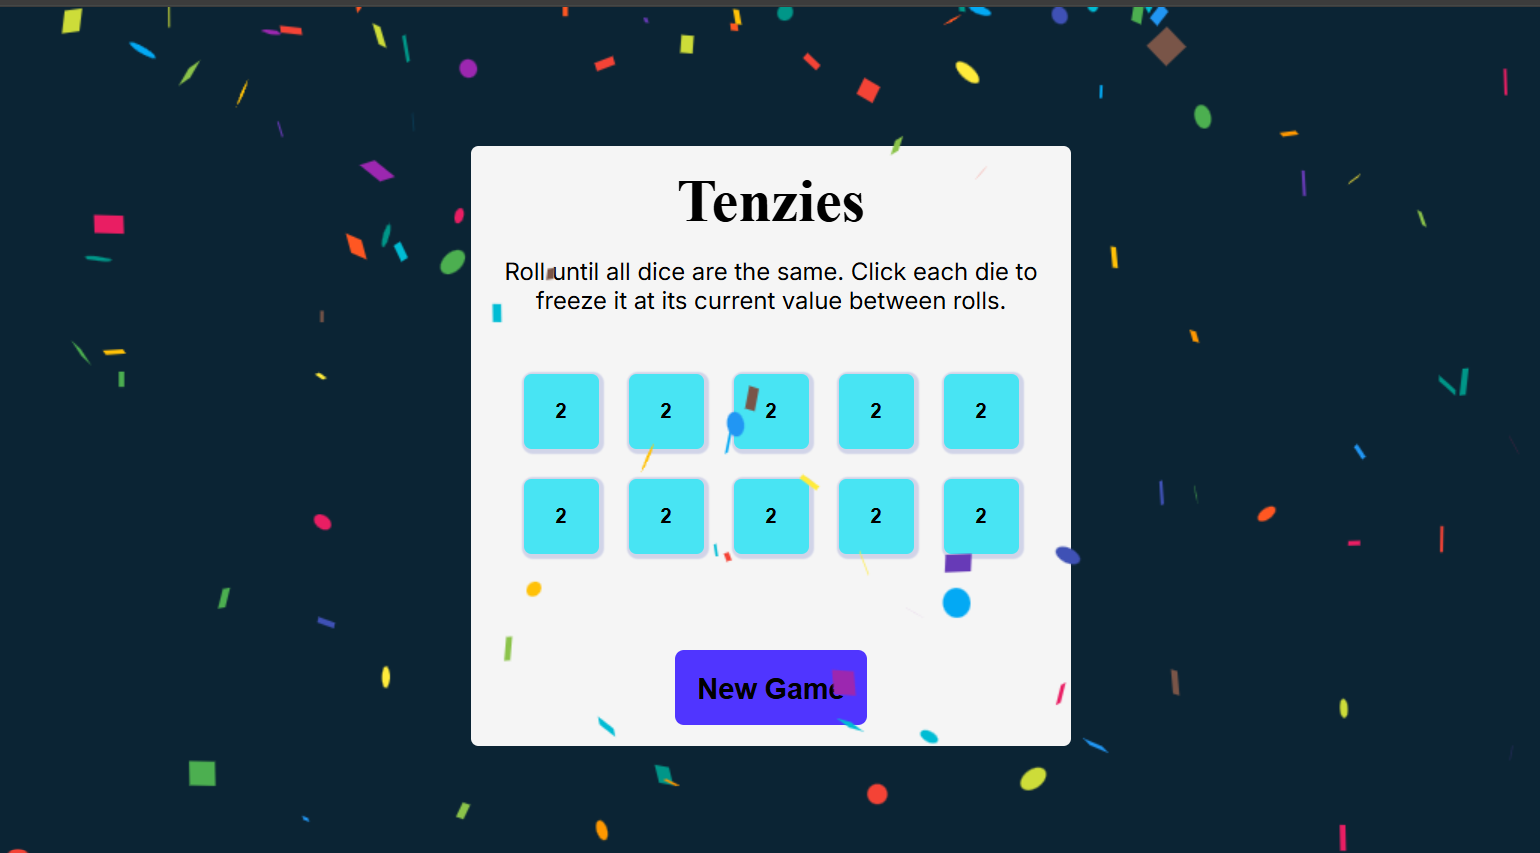 Tenzies
Roll until all dice are the same. Click each die to
freeze it at its current value between rolls.
2 2 2 2 2
2 2 2 2 2
New Game